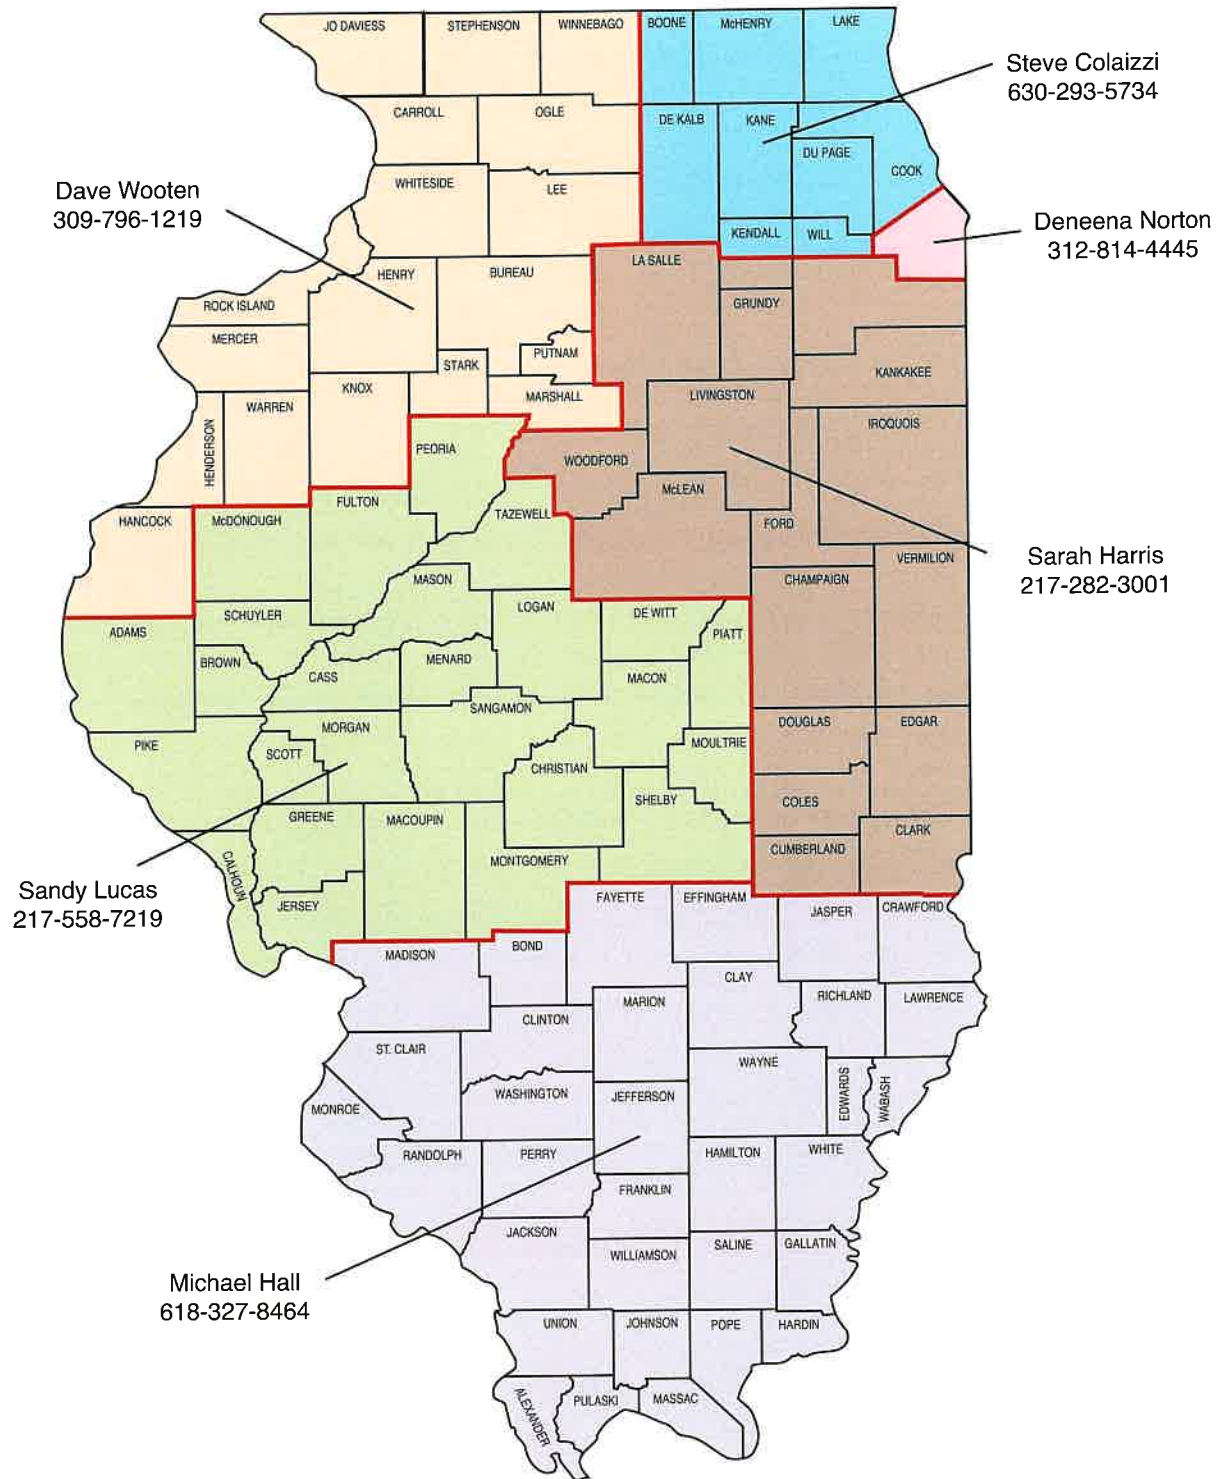 JO DAVIESS
STEPHENSON
WINNEBAGO
BOONE
McHENRY
LAKE
Steve Colaizzi
630-293-5734
CARROLL
OGLE
DE KALB
KANE
DU PAGE
COOK
Dave Wooten
309-796-1219
WHITESIDE
LEE
KENDALL
WILL
Deneena Norton
312-814-4445
HENRY
BUREAU
LA SALLE
ROCK ISLAND
GRUNDY
MERCER
PUTNAM
STARK
KANKAKEE
KNOX
MARSHALL
LIVINGSTON
WARREN
HENDERSON
IROQUOIS
PEORIA
WOODFORD
McLEAN
FULTON
HANCOCK
McDONOUGH
TAZEWELL
FORD
Sarah Harris
217-282-3001
VERMILION
MASON
CHAMPAIGN
SCHUYLER
LOGAN
DE WITT
ADAMS
PIATT
BROWN
MENARD
CASS
MACON
SANGAMON
MORGAN
DOUGLAS
EDGAR
PIKE
SCOTT
MOULTRIE
CHRISTIAN
SHELBY
COLES
GREENE
MACOUPIN
CLARK
CUMBERLAND
MONTGOMERY
CALHOUN
Sandy Lucas
217-558-7219
JERSEY
FAYETTE
EFFINGHAM
JASPER
CRAWFORD
MADISON
BOND
CLAY
MARION
RICHLAND
LAWRENCE
CLINTON
ST. CLAIR
WAYNE
WASHINGTON
JEFFERSON
EDWARDS
WABASH
MONROE
RANDOLPH
PERRY
HAMILTON
WHITE
FRANKLIN
JACKSON
WILLIAMSON
SALINE
GALLATIN
Michael Hall
618-327-8464
UNION
JOHNSON
POPE
HARDIN
ALEXANDER
PULASKI
MASSAC